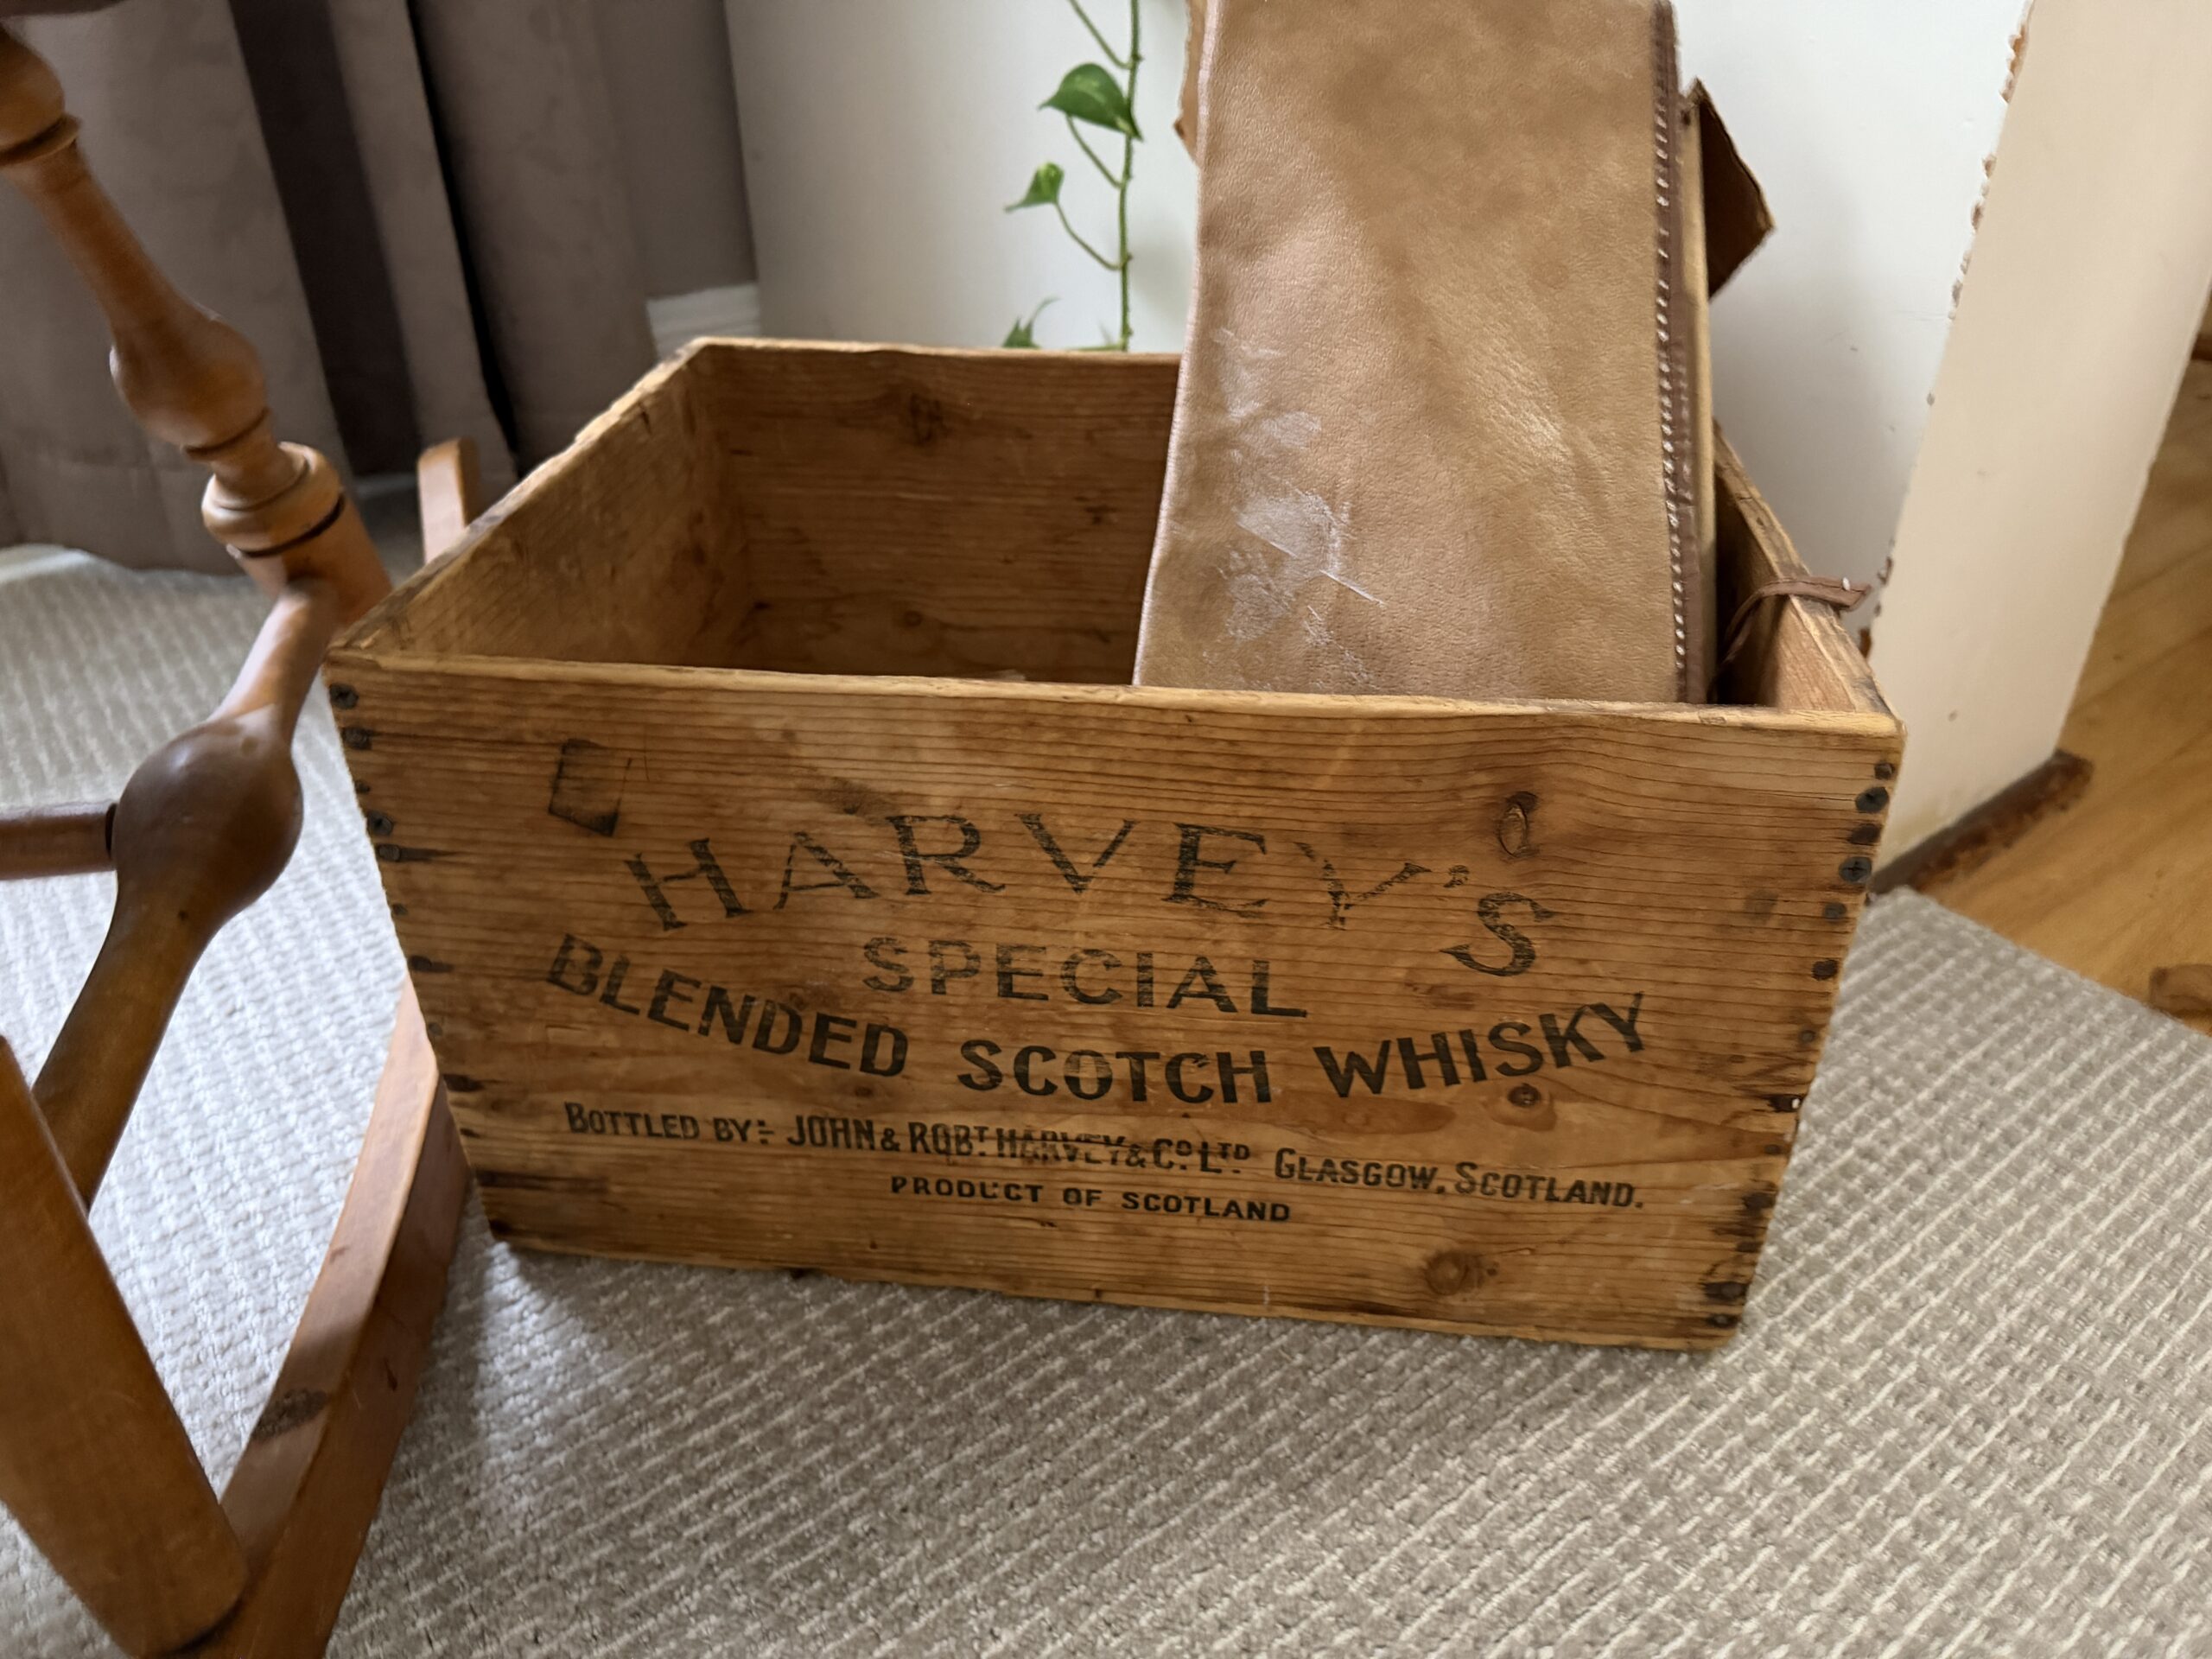 HARVEY'S
SPECIAL
BLENDED SCOTCH WHISKY
BOTTLED BY:- JOHN & ROBT. HARVEY & CO. LTD. GLASGOW, SCOTLAND.
PRODUCT OF SCOTLAND